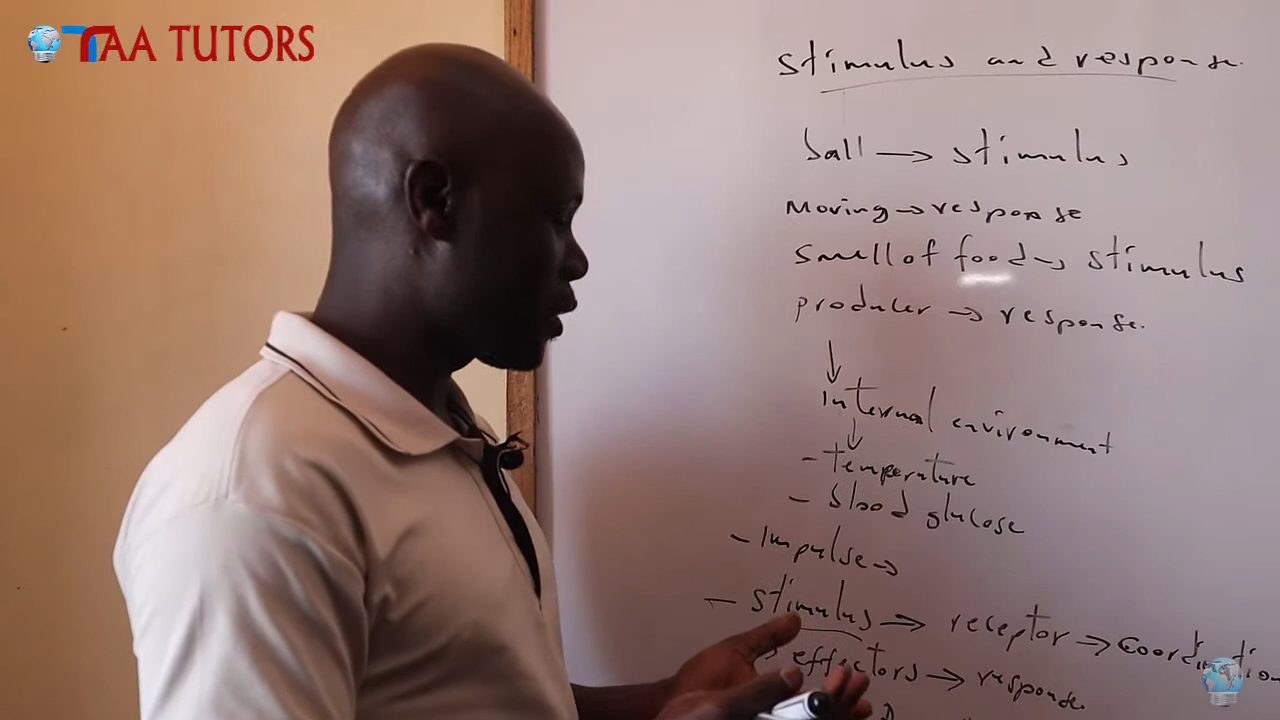 TAA TUTORS
stimulus and response.
ball → stimulus
Moving → response
smell of food → stimulus
producer → response.
↓
Internal environment
↓
- temperature
- blood glucose
- Impulse →
- stimulus → receptor → coordination
effectors → response.